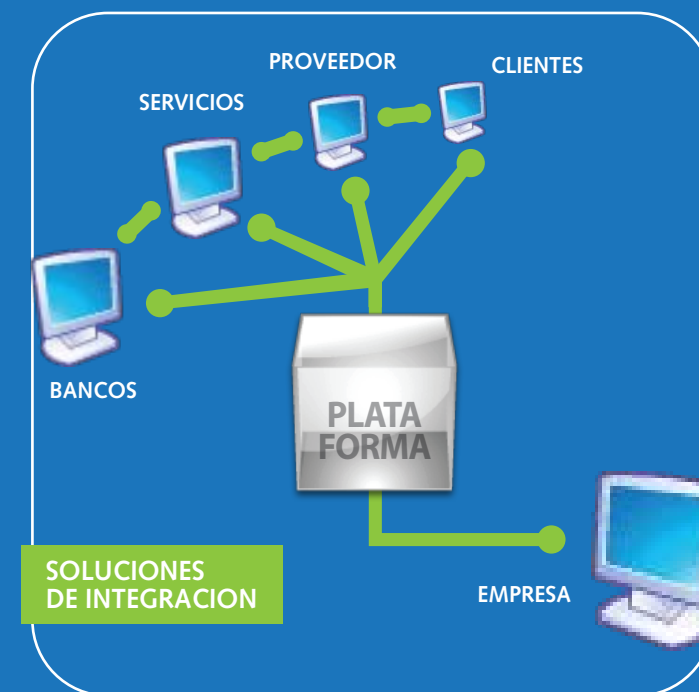 PROVEEDOR
CLIENTES
SERVICIOS
BANCOS
PLATA
FORMA
SOLUCIONES
DE INTEGRACION
EMPRESA